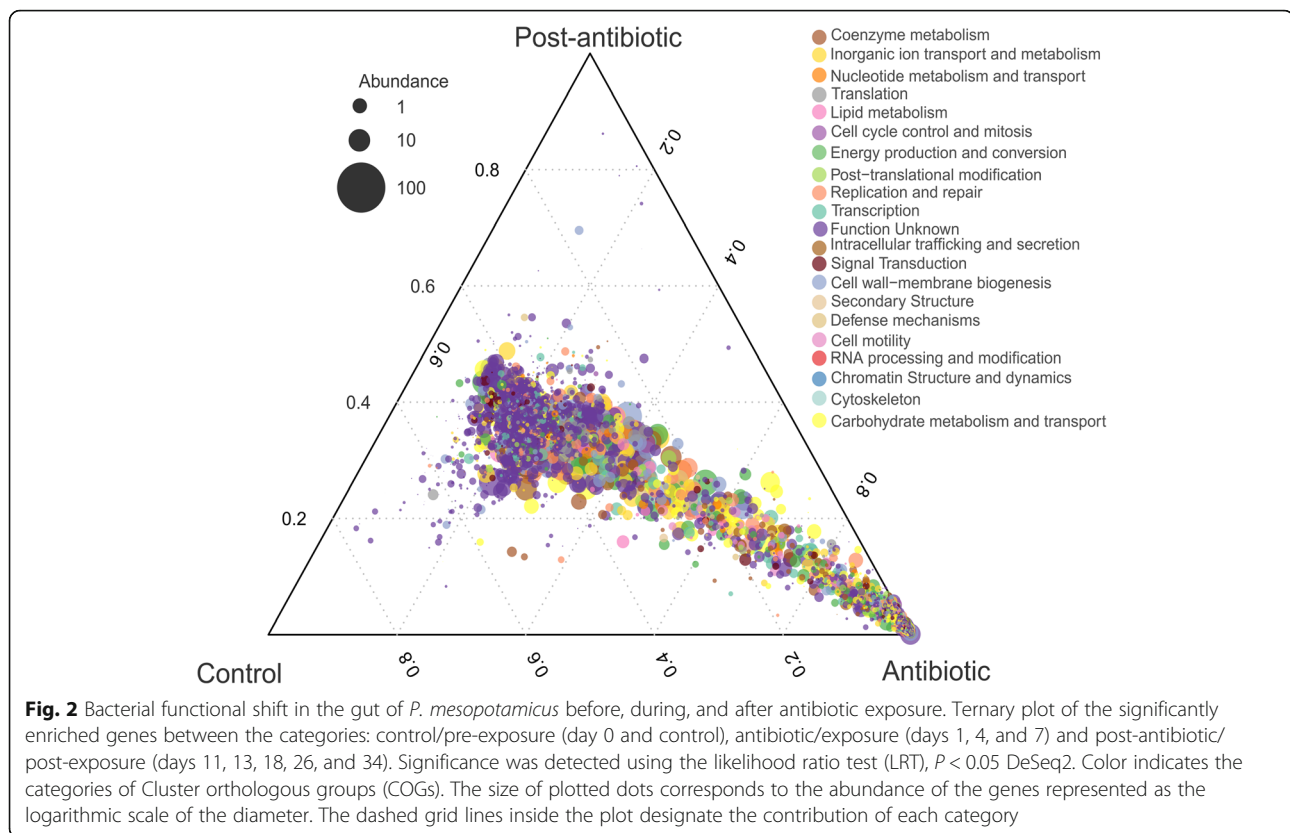 Post-antibiotic
Abundance
1
10
100
0.8
0.6
0.4
0.2
0.2
0.4
0.6
0.8
0.8
0.6
0.4
0.2
Control
Antibiotic
Coenzyme metabolism
Inorganic ion transport and metabolism
Nucleotide metabolism and transport
Translation
Lipid metabolism
Cell cycle control and mitosis
Energy production and conversion
Post-translational modification
Replication and repair
Transcription
Function Unknown
Intracellular trafficking and secretion
Signal Transduction
Cell wall−membrane biogenesis
Secondary Structure
Defense mechanisms
Cell motility
RNA processing and modification
Chromatin Structure and dynamics
Cytoskeleton
Carbohydrate metabolism and transport
Fig. 2 Bacterial functional shift in the gut of P. mesopotamicus before, during, and after antibiotic exposure. Ternary plot of the significantly
enriched genes between the categories: control/pre-exposure (day 0 and control), antibiotic/exposure (days 1, 4, and 7) and post-antibiotic/
post-exposure (days 11, 13, 18, 26, and 34). Significance was detected using the likelihood ratio test (LRT), P < 0.05 DeSeq2. Color indicates the
categories of Cluster orthologous groups (COGs). The size of plotted dots corresponds to the abundance of the genes represented as the
logarithmic scale of the diameter. The dashed grid lines inside the plot designate the contribution of each category